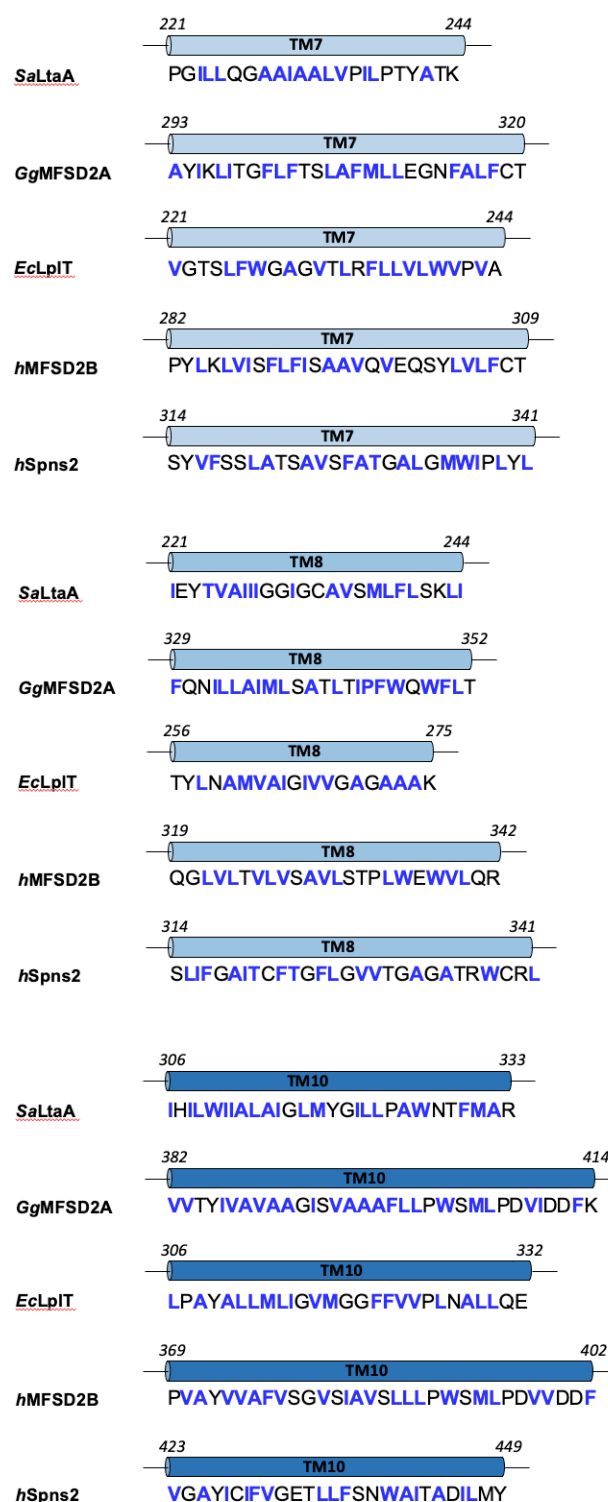 221 244
TM7
SaLtaA PGILLQGAAIAALVPILPTYATK
293 320
TM7
GgMFSD2A AYIKLITGFLFTSLAFMLLEGNFALFCT
221 244
TM7
EcLplT VGTSLFWGAGVTLRFLLVLWVPVA
282 309
TM7
hMFSD2B PYLKLVISFLFISAAVQVEQSYLVLFCT
314 341
TM7
hSpns2 SYVFSSLATSAVSFATGALGMWIPLYL
221 244
TM8
SaLtaA IEYTVAIIIGGIGCAVSMLFLSKLI
329 352
TM8
GgMFSD2A FQNILLAIMLSATLTIPFWQWFLT
256 275
TM8
EcLplT TYLNAMVAIGIVVGAGAAAK
319 342
TM8
hMFSD2B QGLVLTVLVSAVLSTPLWEWVLQR
314 341
TM8
hSpns2 SLIFGAITCFTGFLGVVTGAGATRWCRL
306 333
TM10
SaLtaA IHILWIIALAIGLMYGILLPAWNTFMAR
382 414
TM10
GgMFSD2A VVTYIVAVAAGISVAAAFLLPWSMLPDVIDDFK
306 332
TM10
EcLplT LPAYALLMLIGVMGGFFVVPLNALLQE
369 402
TM10
hMFSD2B PVAYVVAFVSGVSIAVSLLLPWSMLPDVVDDF
423 449
TM10
hSpns2 VGAYICIFVGETLLFSNWAITADILMY